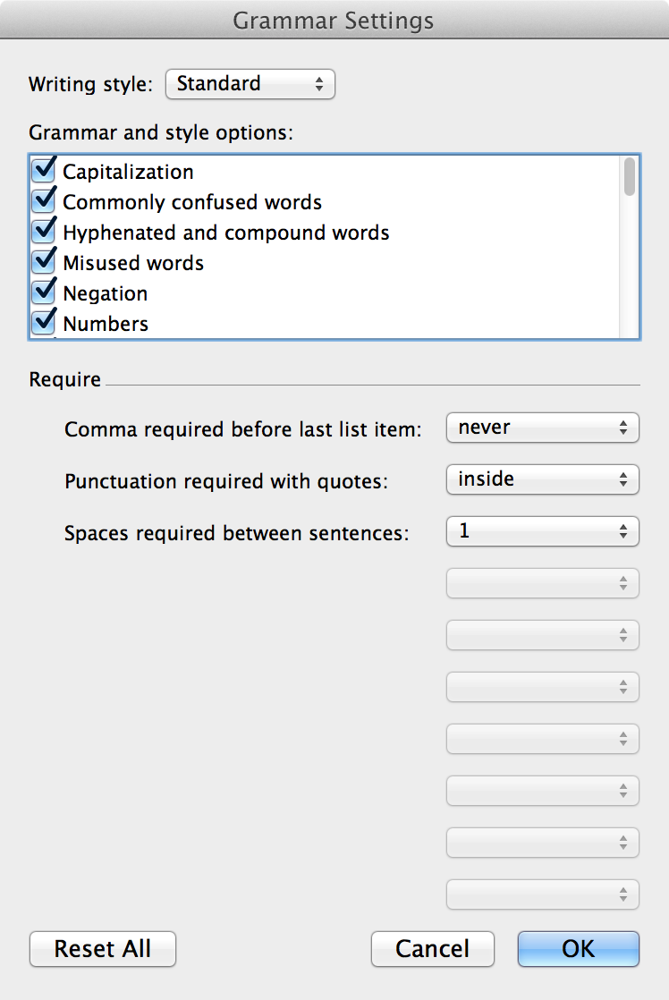 Grammar Settings
Writing style: Standard
Grammar and style options:
Capitalization
Commonly confused words
Hyphenated and compound words
Misused words
Negation
Numbers
Require
Comma required before last list item: never
Punctuation required with quotes: inside
Spaces required between sentences: 1
Reset All Cancel OK